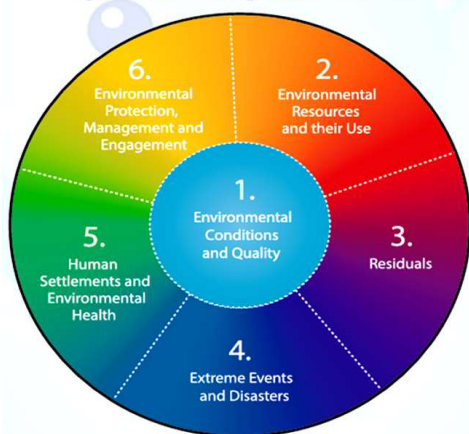 1.
Environmental
Conditions
and Quality
2.
Environmental
Resources
and their Use
3.
Residuals
4.
Extreme Events
and Disasters
5.
Human
Settlements and
Environmental
Health
6.
Environmental
Protection,
Management and
Engagement